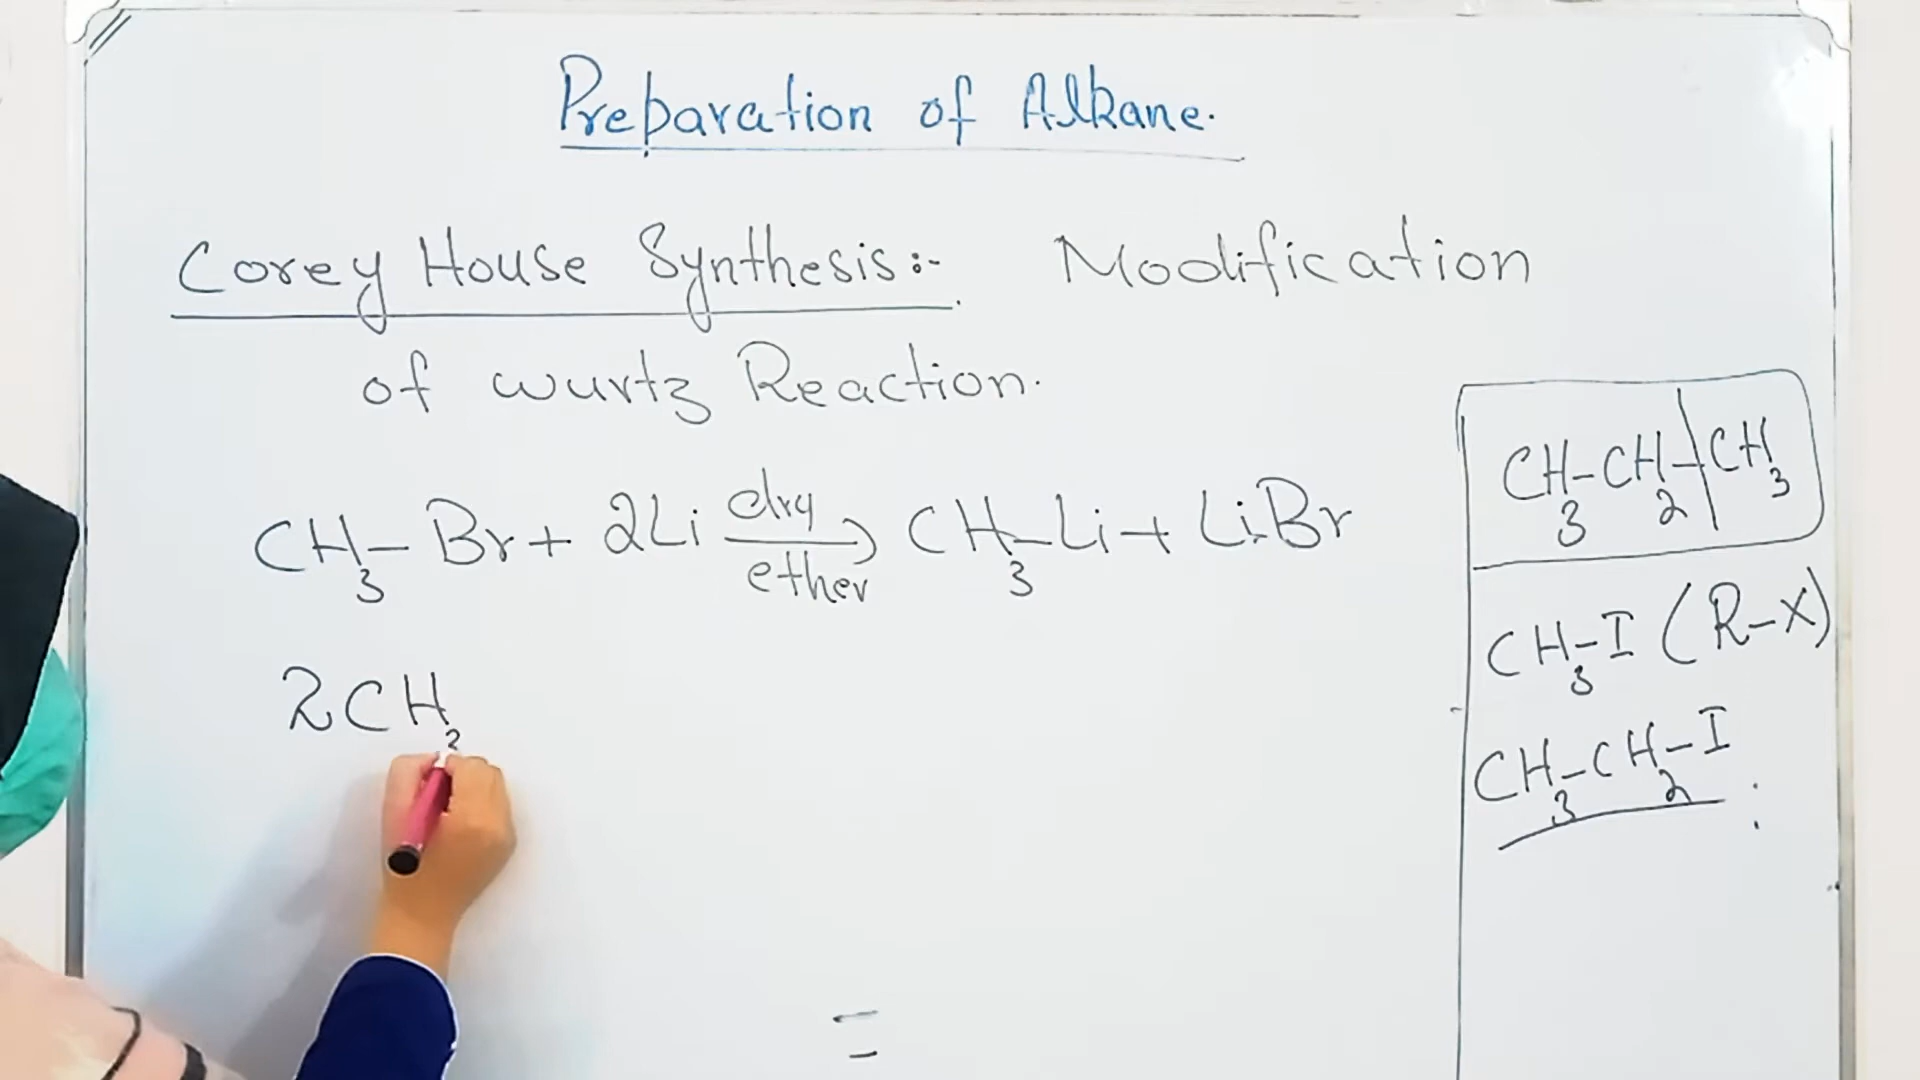 Preparation of Alkane.
Corey House Synthesis:- Modification
of wurtz Reaction.
CH3-Br + 2Li dry ether → CH3-Li + LiBr
2CH
CH3-CH2-CH3
CH3-I (R-X)
CH3-CH2-I
=